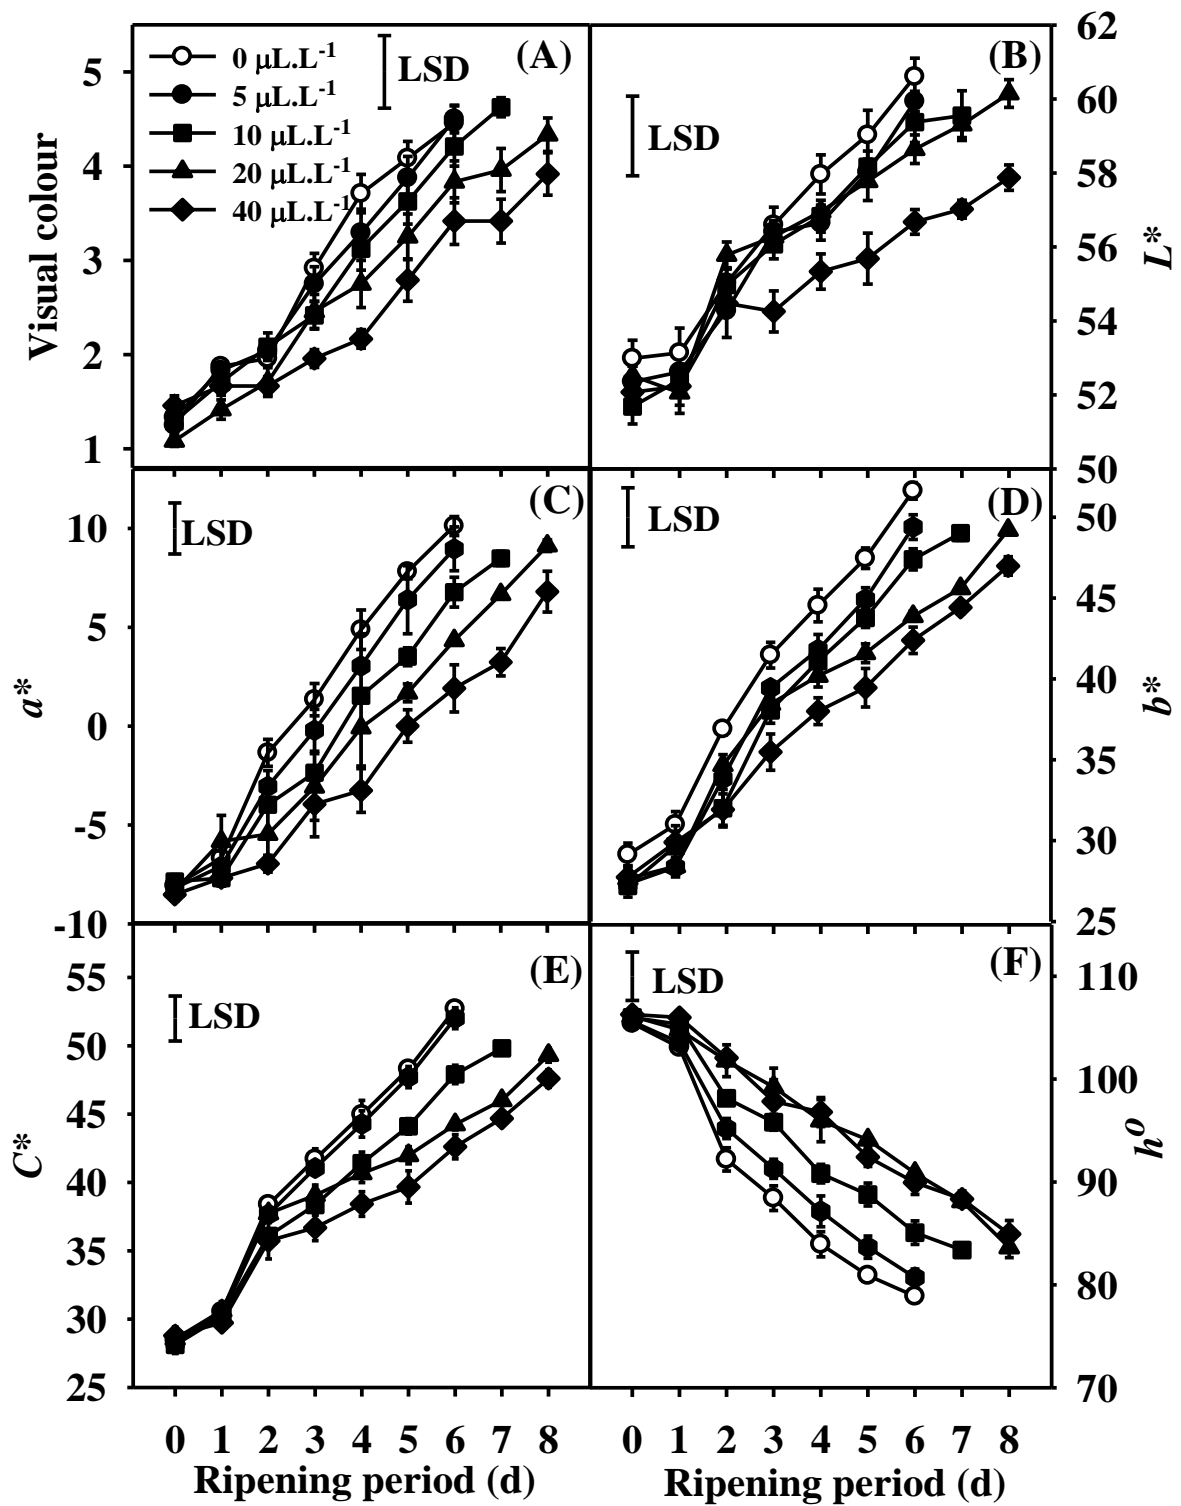 (A)
0 μL.L-1
5 μL.L-1
10 μL.L-1
20 μL.L-1
40 μL.L-1
LSD
5
4
3
2
1
Visual colour
(B)
LSD
62
60
58
56
54
52
50
L*
(C)
LSD
10
5
0
-5
-10
a*
(D)
LSD
50
45
40
35
30
25
b*
(E)
LSD
55
50
45
40
35
30
25
C*
0 1 2 3 4 5 6 7 8
Ripening period (d)
(F)
LSD
110
100
90
80
70
ho
0 1 2 3 4 5 6 7 8
Ripening period (d)